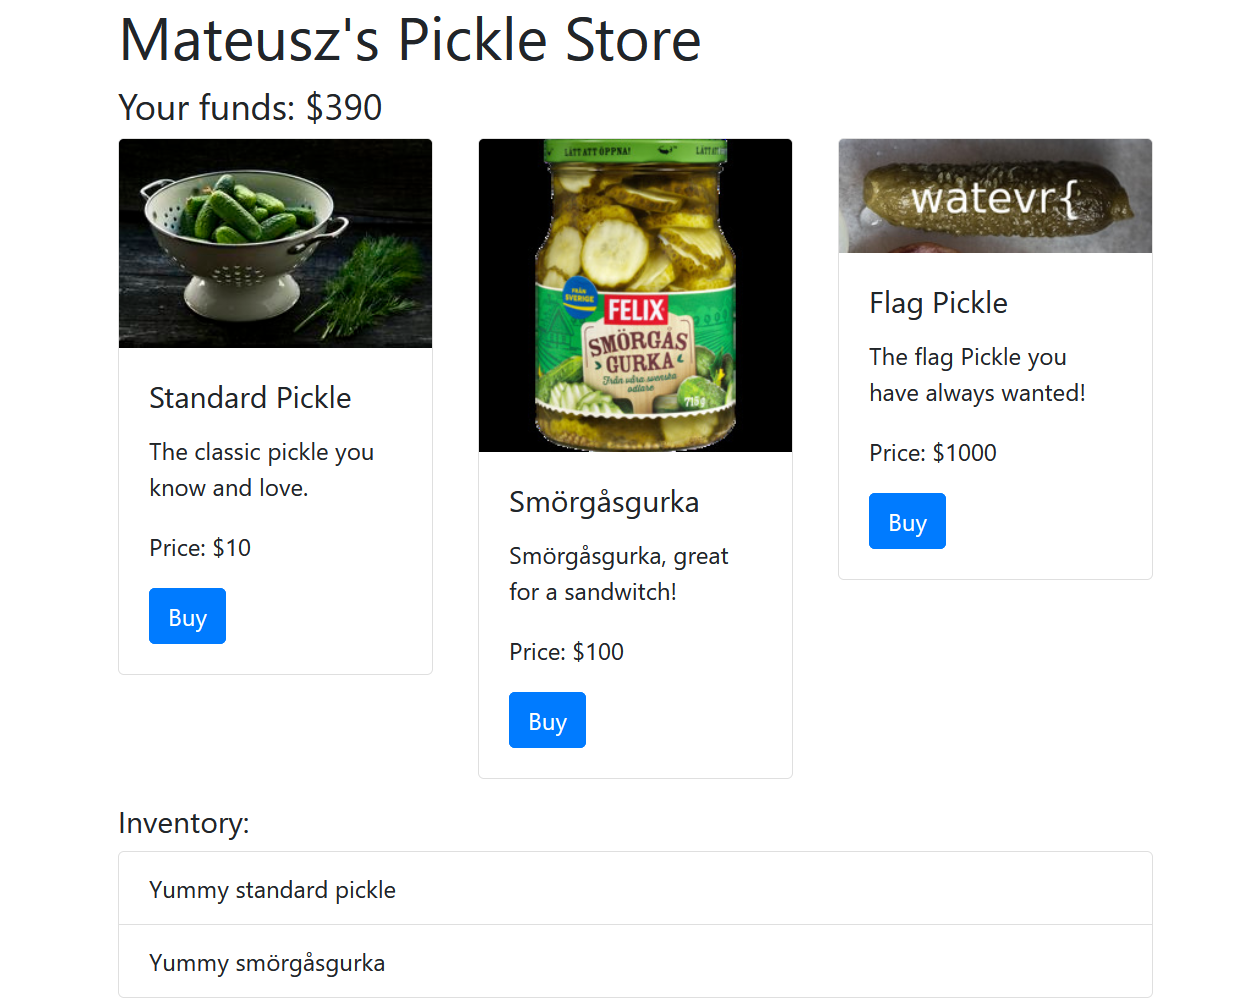 Mateusz's Pickle Store
Your funds: $390
LÄTT ATT ÖPPNA!
LÄTT AT
FRÅN
SVERIGE
FELIX
SMÖRGÅS
GURKA
Från våra svenska
odlare
715g
watevr{
Standard Pickle
The classic pickle you
know and love.
Price: $10
Buy
Smörgåsgurka
Smörgåsgurka, great
for a sandwitch!
Price: $100
Buy
Flag Pickle
The flag Pickle you
have always wanted!
Price: $1000
Buy
Inventory:
Yummy standard pickle
Yummy smörgåsgurka